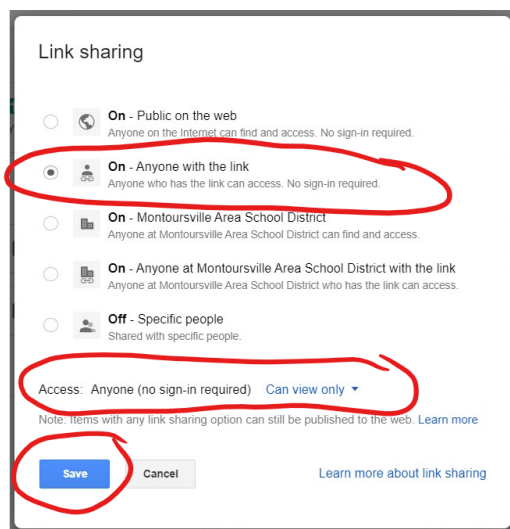 Link sharing
On - Public on the web
Anyone on the Internet can find and access. No sign-in required.
On - Anyone with the link
Anyone who has the link can access. No sign-in required.
On - Montoursville Area School District
Anyone at Montoursville Area School District can find and access.
On - Anyone at Montoursville Area School District with the link
Anyone at Montoursville Area School District who has the link can access.
Off - Specific people
Shared with specific people.
Access: Anyone (no sign-in required) Can view only
Note: Items with any link sharing option can still be published to the web. Learn more
Save Cancel Learn more about link sharing